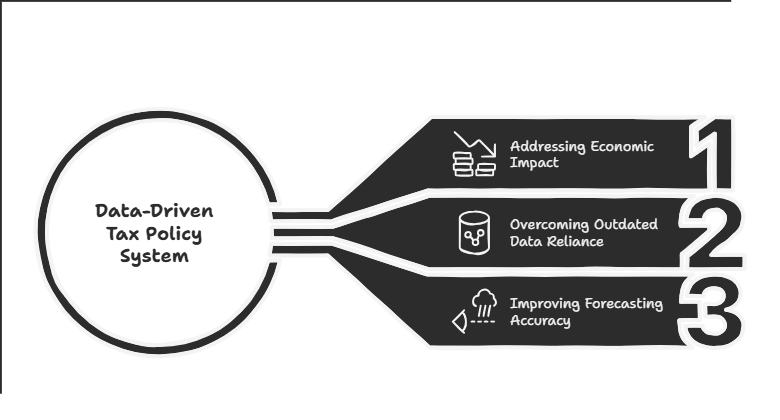 Data-Driven
Tax Policy
System
Addressing Economic
Impact
1
Overcoming Outdated
Data Reliance
2
Improving Forecasting
Accuracy
3